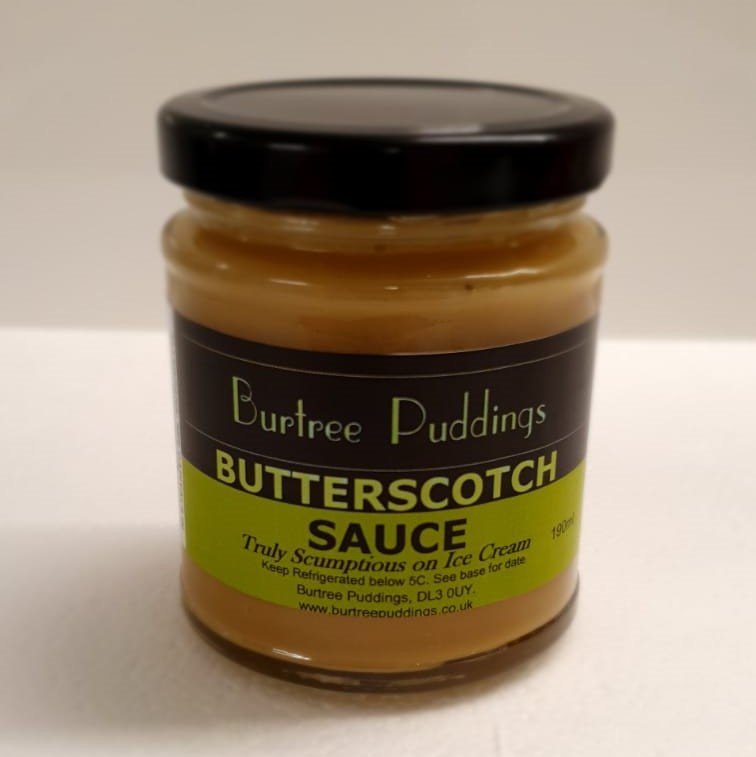 Burtree Puddings
BUTTERSCOTCH
SAUCE
190ml
Truly Scumptious on Ice Cream
Keep Refrigerated below 5C. See base for date
Burtree Puddings, DL3 0UY.
www.burtreepuddings.co.uk